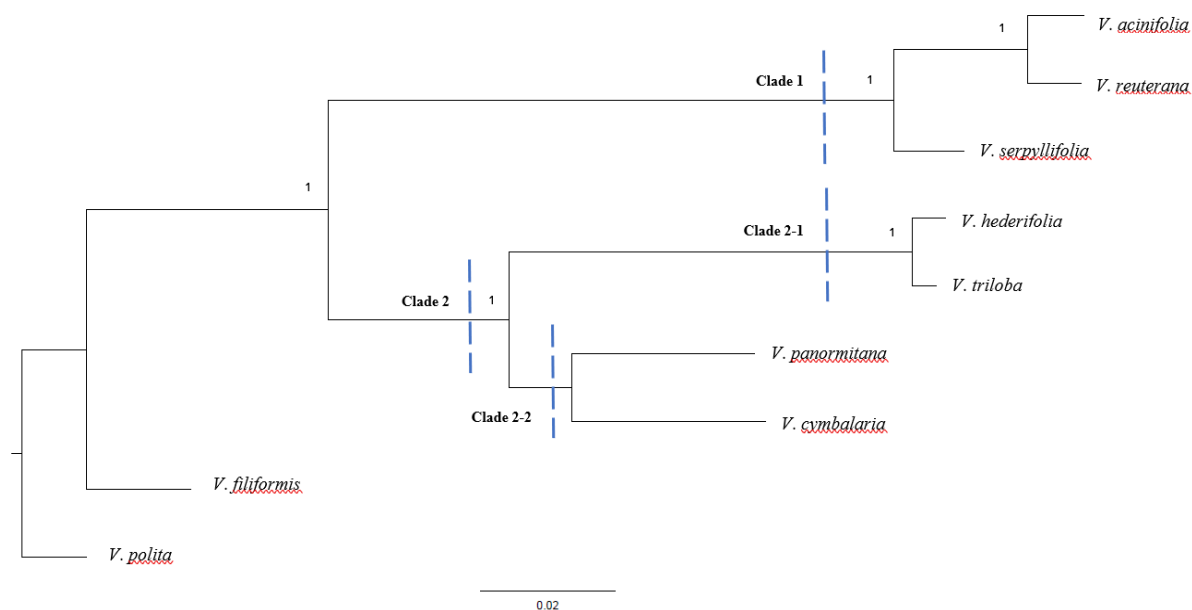 1
V. acinifolia
Clade 1
1
V. reuterana
V. serpyllifolia
1
Clade 2-1
1
V. hederifolia
V. triloba
Clade 2
1
V. panormitana
Clade 2-2
V. cymbalaria
V. filiformis
V. polita
0.02